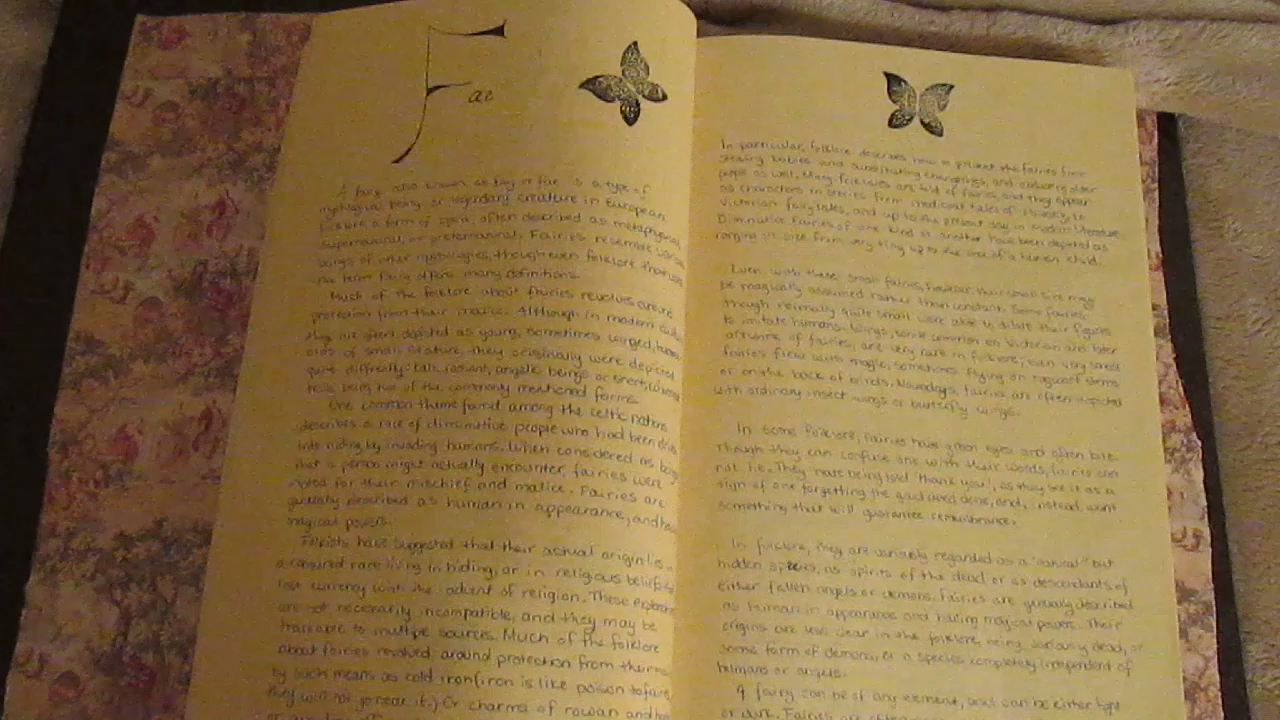 Fae
A fairy, also known as fay or fae, is a type of
mythological being or legendary creature in European
folklore, a form of spirit, often described as metaphysical,
supernatural, or preternatural. Fairies resemble various
beings of other mythologies, though even folklore that uses
the term fairy offers many definitions.
Much of the folklore about fairies revolves around
protection from their malice. Although in modern
they are often depicted as young, sometimes winged,
of small stature, they originally were depicted
quite differently: tall, radiant, angelic beings or short,
trolls being two of the commonly mentioned forms.
One common theme found among the celtic nations
describes a race of diminutive people who had been
into hiding by invading humans. When considered as beings
that a person might actually encounter, fairies were
noted for their mischief and malice. Fairies are
generally described as human in appearance, and have
magical powers.
Folklorists have suggested that their actual origin lies
a conquered race living in hiding, or in religious beliefs
lost currency with the advent of religion. These
are not necessarily incompatible, and they may be
traceable to multiple sources. Much of the folklore
about fairies revolved around protection from their
by such means as cold iron (iron is like poison to
they will not go near it.) Or charms of rowan and
In particular, folklore describes how to prevent the fairies from
stealing babies and substituting changelings, and abducting older
people as well. Many folktales are told of fairies, and they appear
as characters in stories from medieval tales of chivalry, to
Victorian fairytales, and up to the present day in modern literature.
Diminutive fairies of one kind or another have been depicted as
ranging in size from very tiny up to the size of a human child.
Even with these small fairies, however, their small size may
be magically assumed rather than constant. Some fairies
though normally quite small were able to dilate their figures
to imitate humans. Wings, while common in Victorian and later
artwork of fairies, are very rare in folklore; even very small
fairies flew with magic, sometimes flying on ragwort stems
or on the back of birds. Nowadays, fairies are often depicted
with ordinary insect wings or butterfly wings.
In some folklore, fairies have green eyes and often bite.
Though they can confuse one with their words, fairies can
not lie. They hate being told 'thank you', as they see it as a
sign of one forgetting the good deed done, and, instead, want
something that will guarantee remembrance.
In folklore, they are variously regarded as a "natural" but
hidden species, as spirits of the dead or as descendants of
either fallen angels or demons. Fairies are generally described
as human in appearance and having magical powers. Their
origins are less clear in the folklore, being variously dead, or
some form of demon, or a species completely independent of
humans or angels.
A fairy can be of any element, and can be either light
or dark. Fairies are often